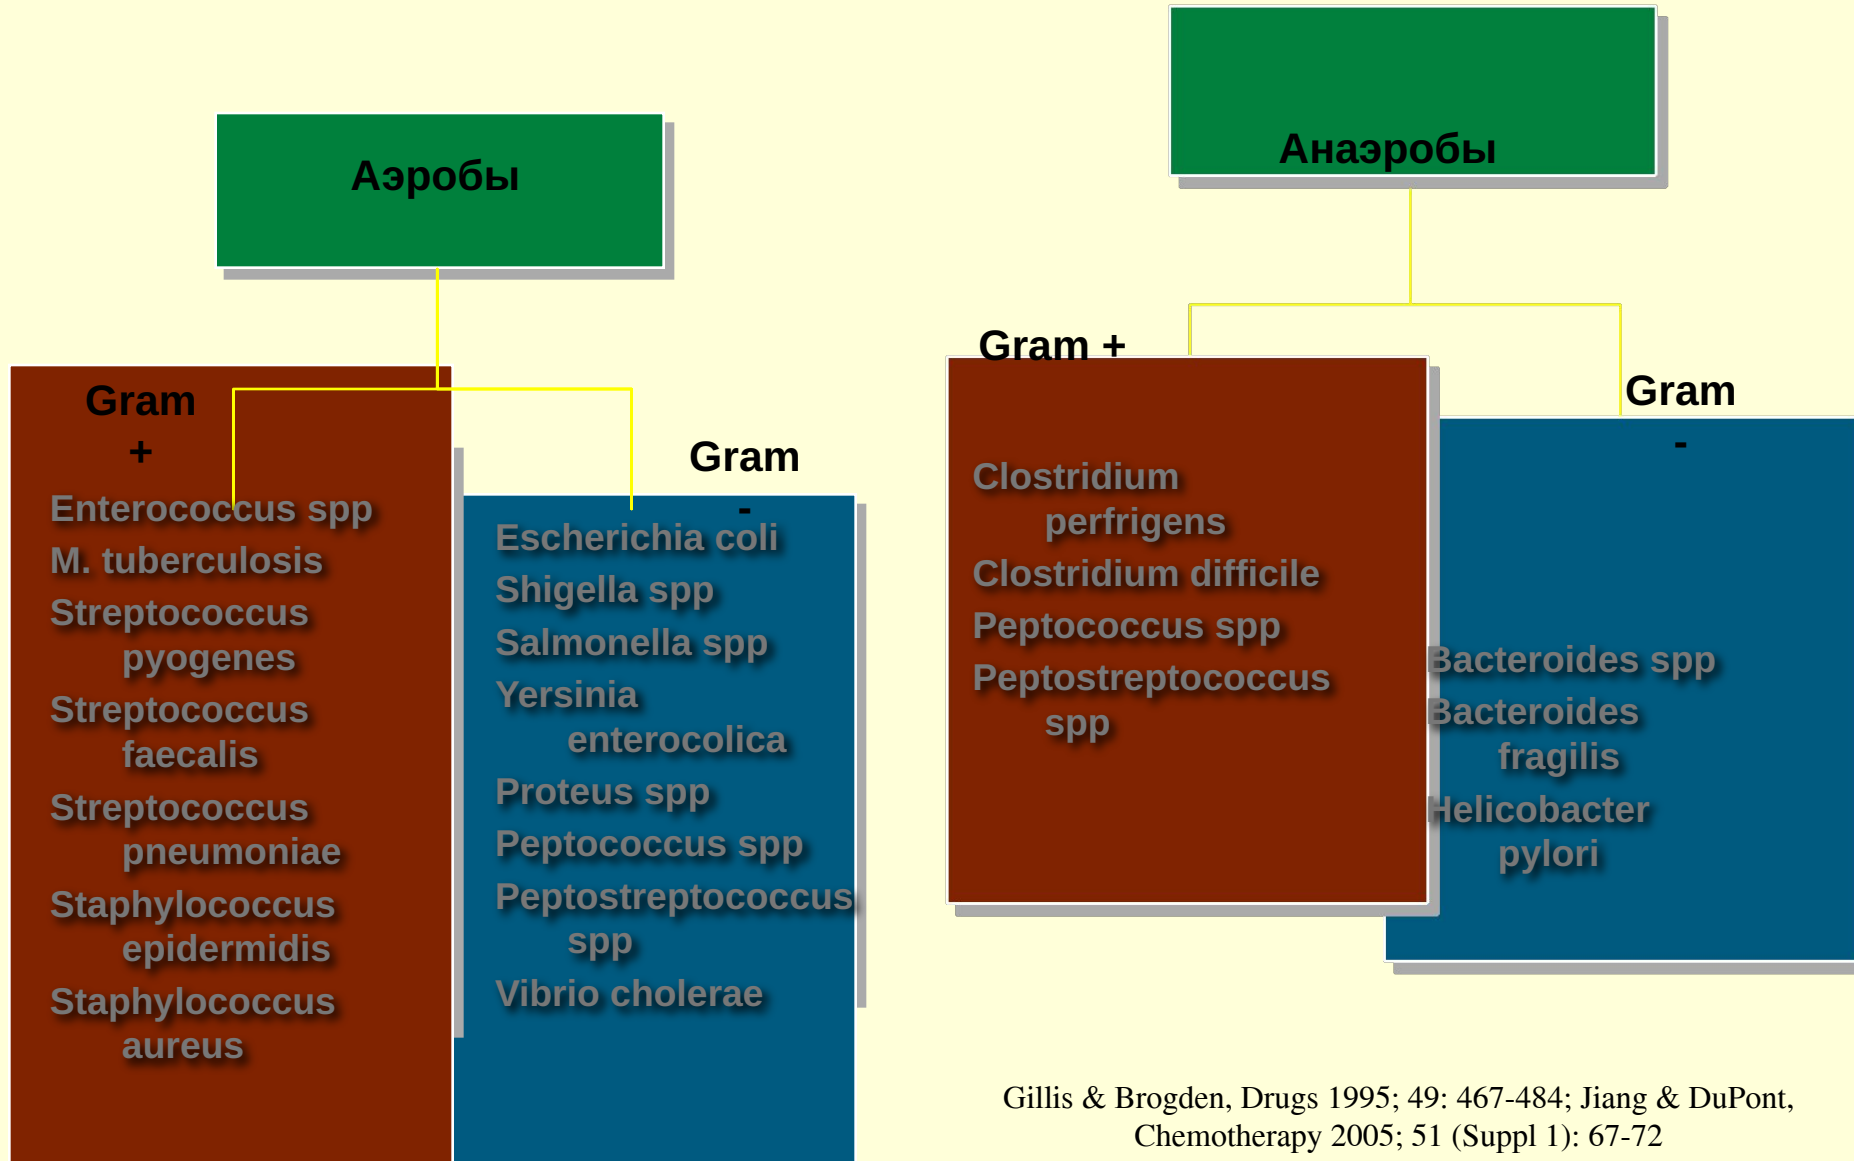 Аэробы
Gram
+
Enterococcus spp
M. tuberculosis
Streptococcus
pyogenes
Streptococcus
faecalis
Streptococcus
pneumoniae
Staphylococcus
epidermidis
Staphylococcus
aureus
Gram
-
Escherichia coli
Shigella spp
Salmonella spp
Yersinia
enterocolica
Proteus spp
Peptococcus spp
Peptostreptococcus
spp
Vibrio cholerae
Анаэробы
Gram +
Clostridium
perfrigens
Clostridium difficile
Peptococcus spp
Peptostreptococcus
spp
Gram
-
Bacteroides spp
Bacteroides
fragilis
Helicobacter
pylori
Gillis & Brogden, Drugs 1995; 49: 467-484; Jiang & DuPont,
Chemotherapy 2005; 51 (Suppl 1): 67-72